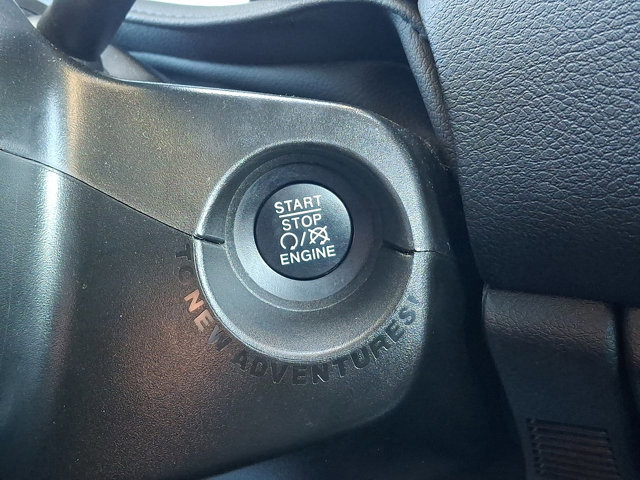 START
STOP
ENGINE
TO NEW ADVENTURES!